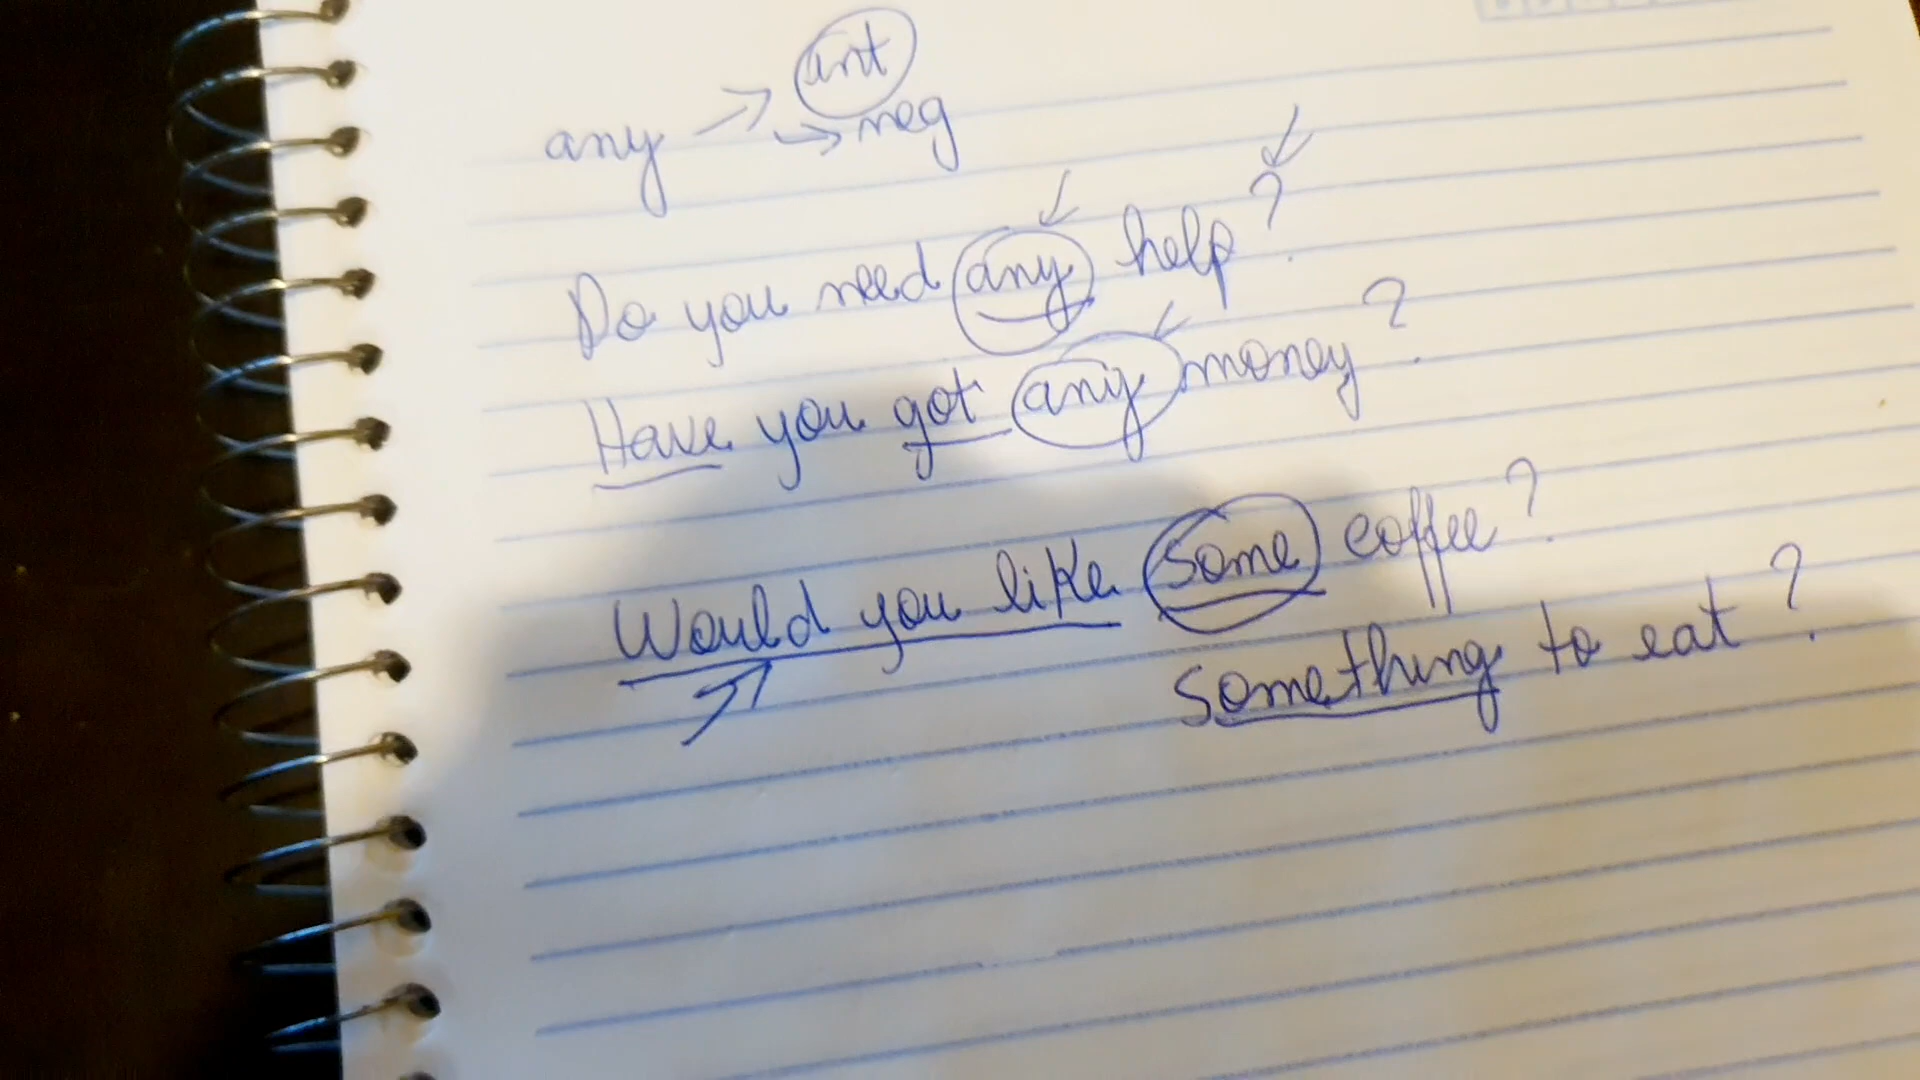 int
any → → neg
Do you need any help?
Have you got any money?
Would you like some coffee?
something to eat?